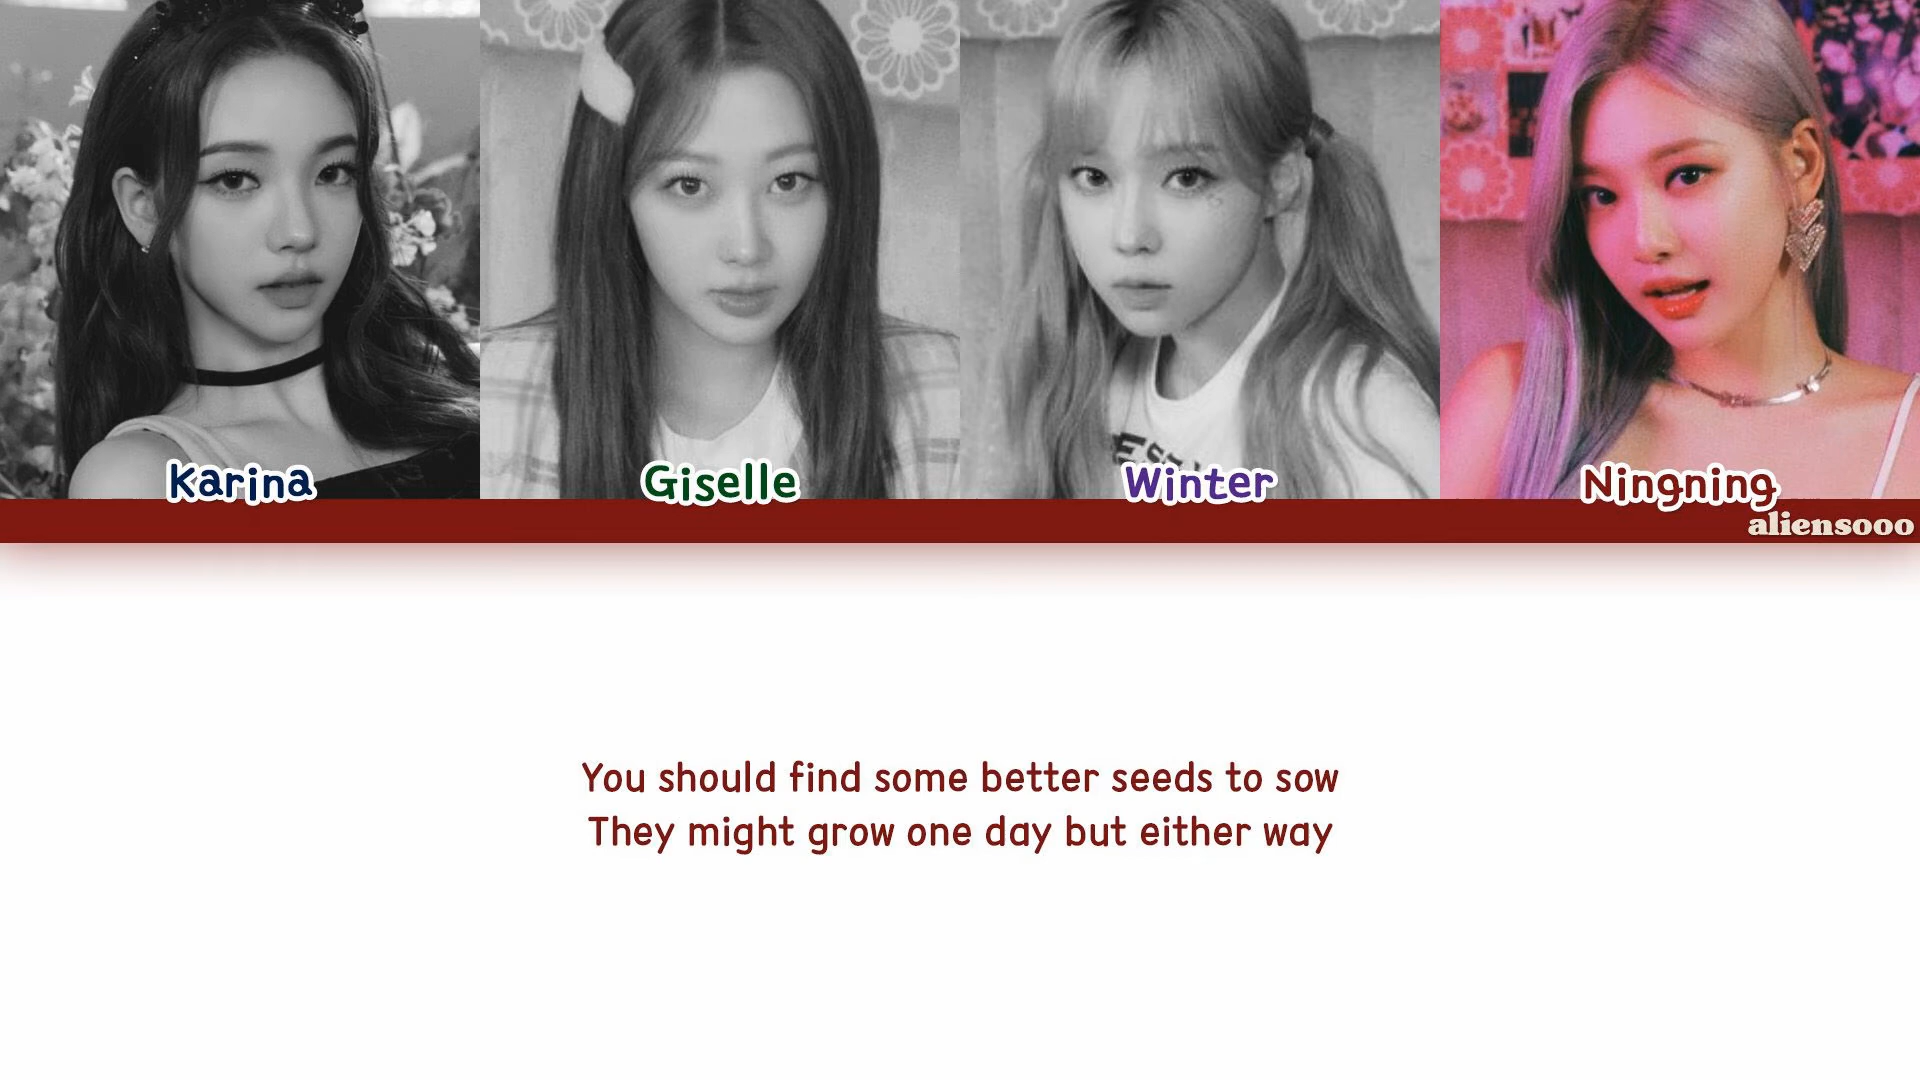 Karina
Giselle
Winter
Ningning
aliensooo
You should find some better seeds to sow
They might grow one day but either way